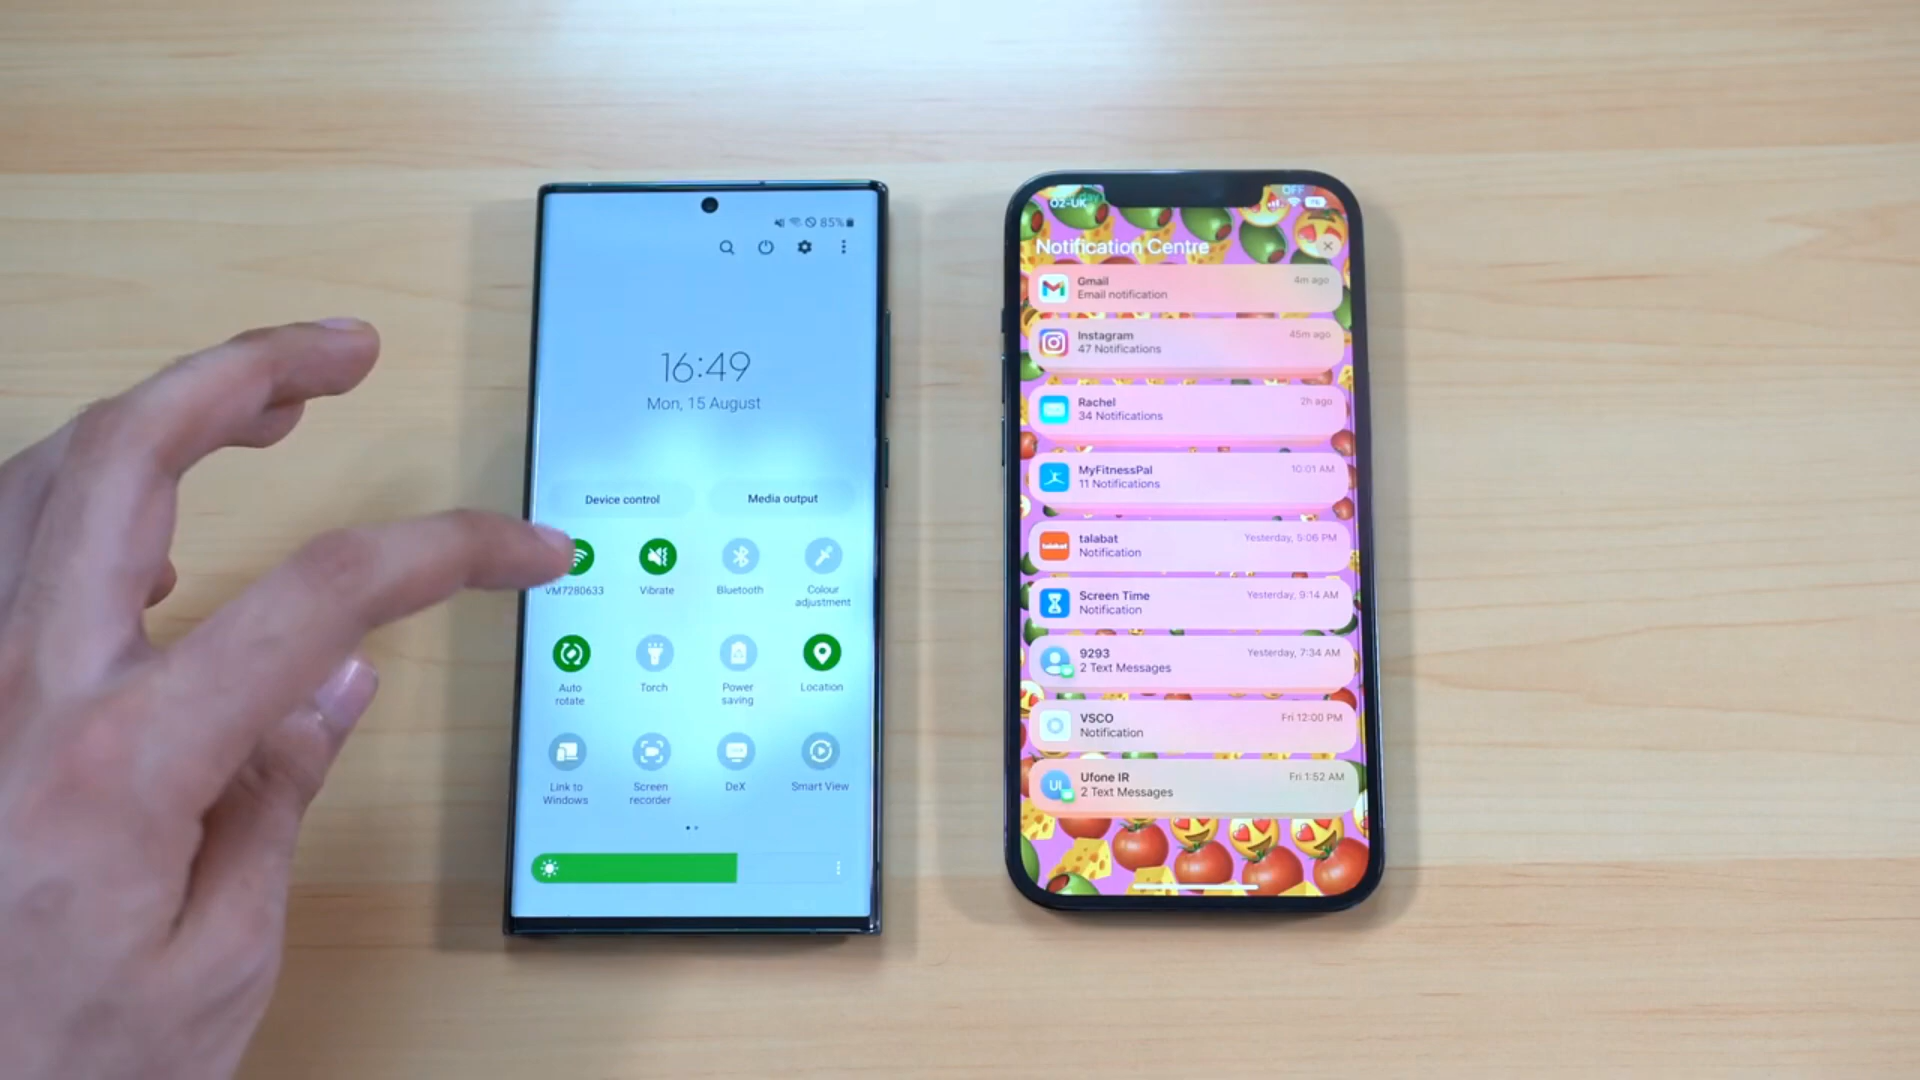 85%
16:49
Mon, 15 August
Device control
Media output
VM7280633
Vibrate
Bluetooth
Colour
adjustment
Auto
rotate
Torch
Power
saving
Location
Link to
Windows
Screen
recorder
DeX
Smart View
O2-UK
OFF
Notification Centre
Gmail
4m ago
Email notification
Instagram
45m ago
47 Notifications
Rachel
2h ago
34 Notifications
MyFitnessPal
10:01 AM
11 Notifications
talabat
talabat
Yesterday, 5:06 PM
Notification
Screen Time
Yesterday, 9:14 AM
Notification
9293
Yesterday, 7:34 AM
2 Text Messages
VSCO
Fri 12:00 PM
Notification
UI
Ufone IR
Fri 1:52 AM
2 Text Messages